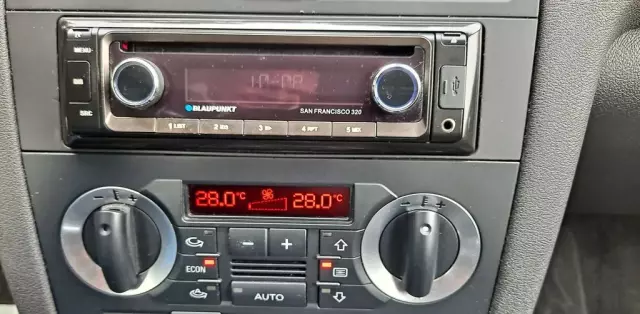 MENU
SRC
BLAUPUNKT
SAN FRANCISCO 320
1 LIST 2 3 4 RPT 5 MIX
28.0°C 28.0°C
- + - +
- +
ECON
AUTO